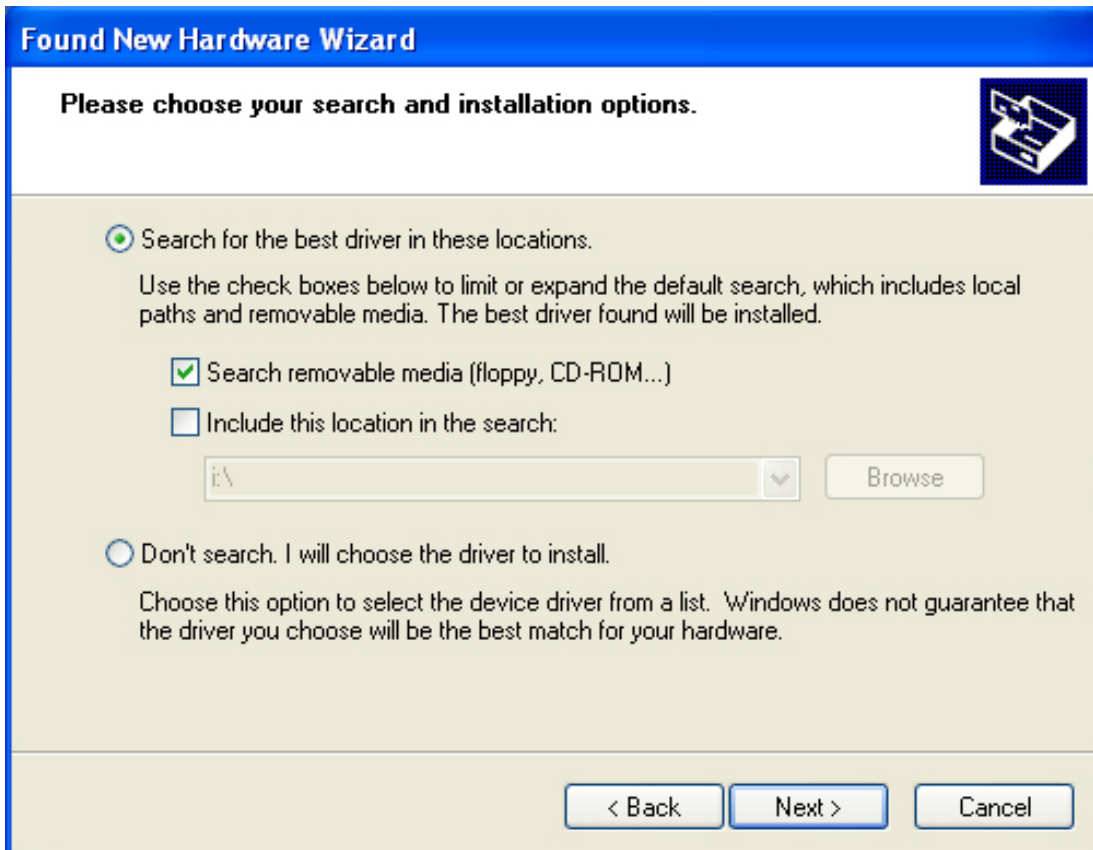 Found New Hardware Wizard
Please choose your search and installation options.
Search for the best driver in these locations.
Use the check boxes below to limit or expand the default search, which includes local
paths and removable media. The best driver found will be installed.
Search removable media (floppy, CD-ROM...)
Include this location in the search:
i:\
Browse
Don't search. I will choose the driver to install.
Choose this option to select the device driver from a list.  Windows does not guarantee that
the driver you choose will be the best match for your hardware.
< Back
Next >
Cancel